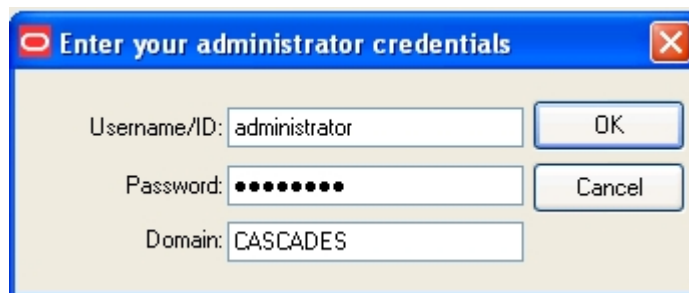 Enter your administrator credentials
Username/ID: administrator OK
Password: ●●●●●●●● Cancel
Domain: CASCADES